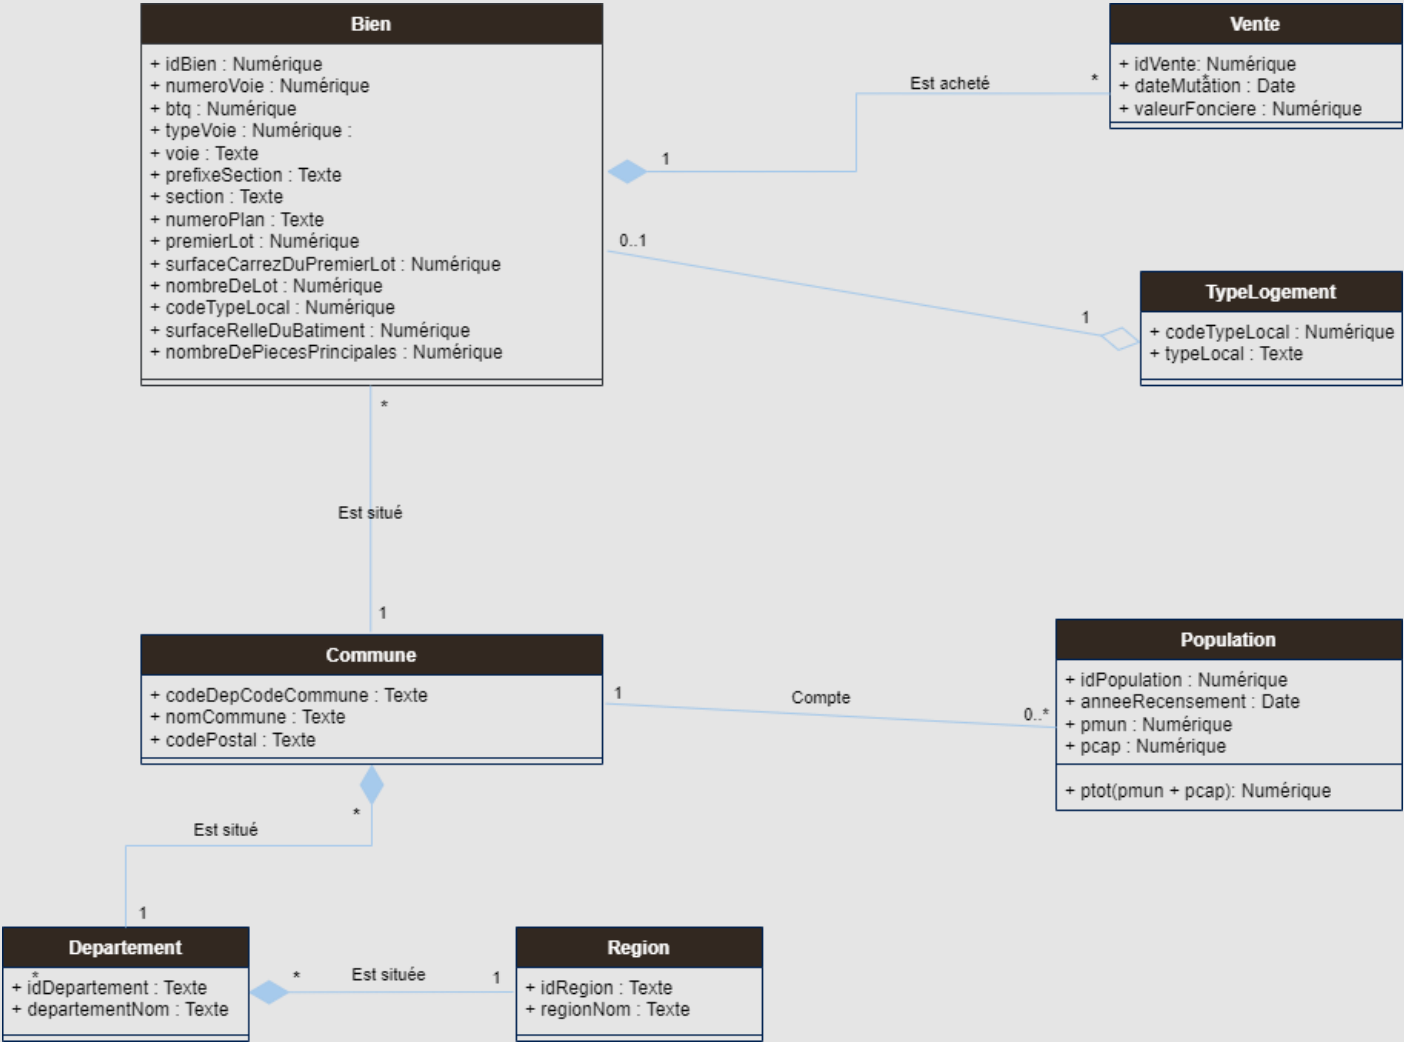 Bien
+ idBien : Numérique
+ numeroVoie : Numérique
+ btq : Numérique
+ typeVoie : Numérique :
+ voie : Texte
+ prefixeSection : Texte
+ section : Texte
+ numeroPlan : Texte
+ premierLot : Numérique
+ surfaceCarrezDuPremierLot : Numérique
+ nombreDeLot : Numérique
+ codeTypeLocal : Numérique
+ surfaceRelleDuBatiment : Numérique
+ nombreDePiecesPrincipales : Numérique
Vente
+ idVente: Numérique
*
+ dateMutation : Date
+ valeurFonciere : Numérique
Est acheté
*
1
0..1
1
TypeLogement
+ codeTypeLocal : Numérique
+ typeLocal : Texte
*
Est situé
1
Commune
+ codeDepCodeCommune : Texte
+ nomCommune : Texte
+ codePostal : Texte
1
Compte
0..*
Population
+ idPopulation : Numérique
+ anneeRecensement : Date
+ pmun : Numérique
+ pcap : Numérique
+ ptot(pmun + pcap): Numérique
*
Est situé
1
Departement
*
+ idDepartement : Texte
+ departementNom : Texte
*
Est située
1
Region
+ idRegion : Texte
+ regionNom : Texte